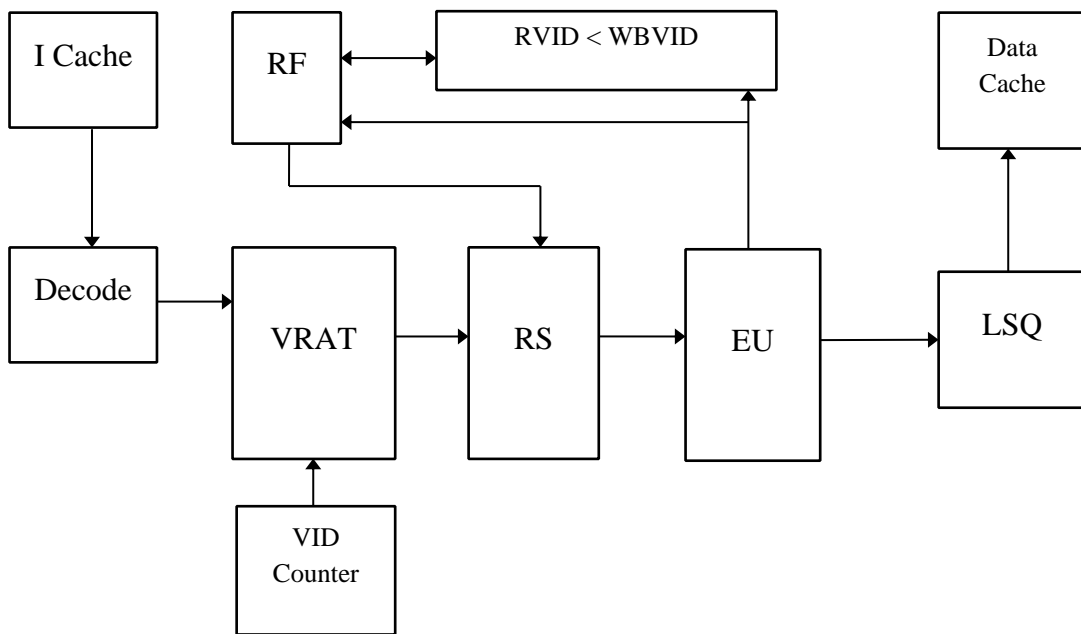 I Cache
RF
RVID < WBVID
Data
Cache
Decode
VRAT
RS
EU
LSQ
VID
Counter